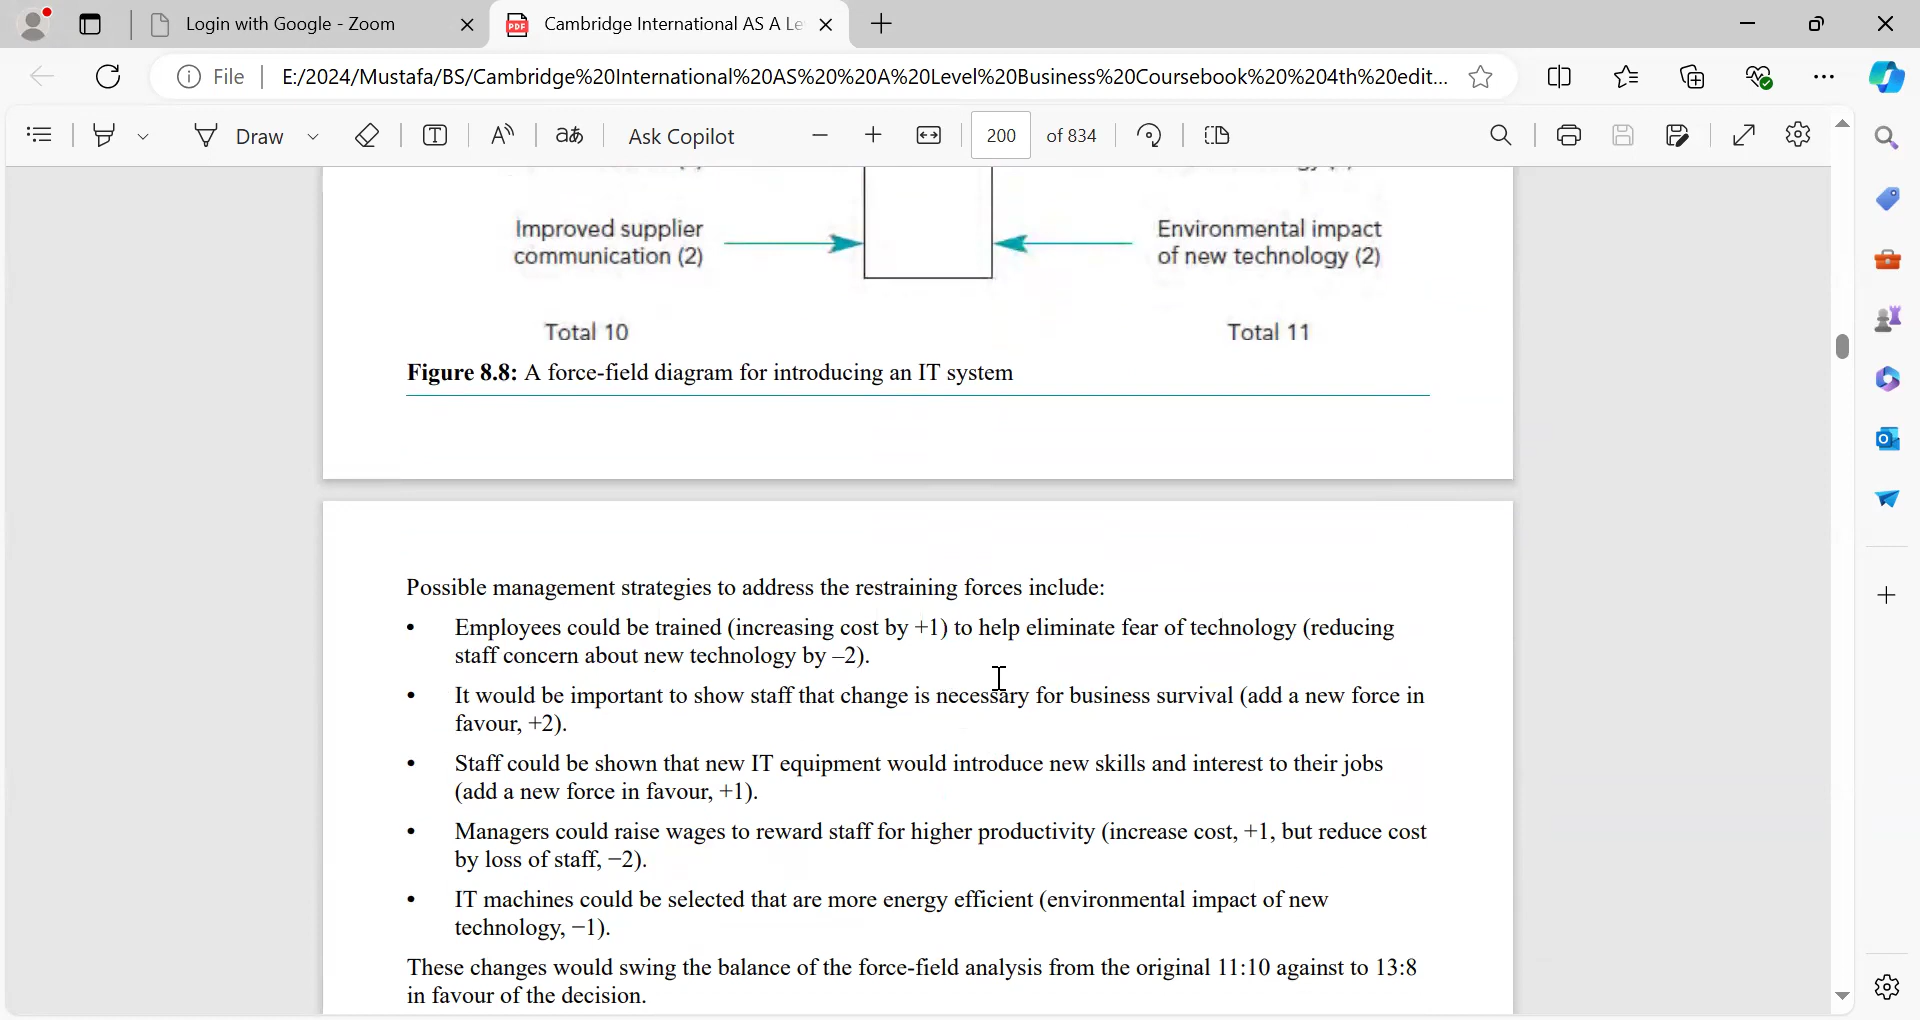 Login with Google - Zoom
Cambridge International AS A Le
File
E:/2024/Mustafa/BS/Cambridge%20International%20AS%20%20A%20Level%20Business%20Coursebook%20%204th%20edit...
Draw
Ask Copilot
200 of 834
Improved supplier
communication (2)
Environmental impact
of new technology (2)
Total 10
Total 11
Figure 8.8: A force-field diagram for introducing an IT system
Possible management strategies to address the restraining forces include:
• Employees could be trained (increasing cost by +1) to help eliminate fear of technology (reducing
staff concern about new technology by –2).
• It would be important to show staff that change is necessary for business survival (add a new force in
favour, +2).
• Staff could be shown that new IT equipment would introduce new skills and interest to their jobs
(add a new force in favour, +1).
• Managers could raise wages to reward staff for higher productivity (increase cost, +1, but reduce cost
by loss of staff, −2).
• IT machines could be selected that are more energy efficient (environmental impact of new
technology, −1).
These changes would swing the balance of the force-field analysis from the original 11:10 against to 13:8
in favour of the decision.